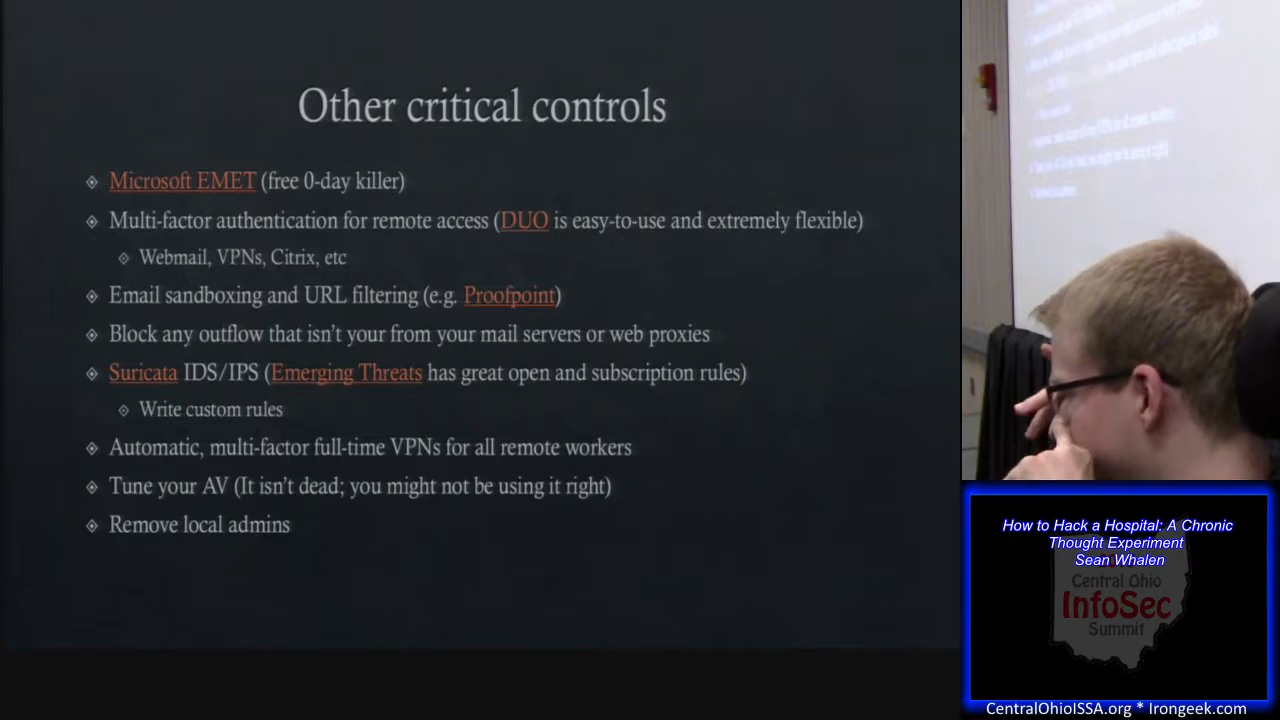 Other critical controls
Microsoft EMET (free 0-day killer)
Multi-factor authentication for remote access (DUO is easy-to-use and extremely flexible)
Webmail, VPNs, Citrix, etc
Email sandboxing and URL filtering (e.g. Proofpoint)
Block any outflow that isn't your from your mail servers or web proxies
Suricata IDS/IPS (Emerging Threats has great open and subscription rules)
Write custom rules
Automatic, multi-factor full-time VPNs for all remote workers
Tune your AV (It isn't dead; you might not be using it right)
Remove local admins
How to Hack a Hospital: A Chronic
Thought Experiment
Sean Whalen
Central Ohio
InfoSec
Summit
CentralOhioISSA.org * Irongeek.com